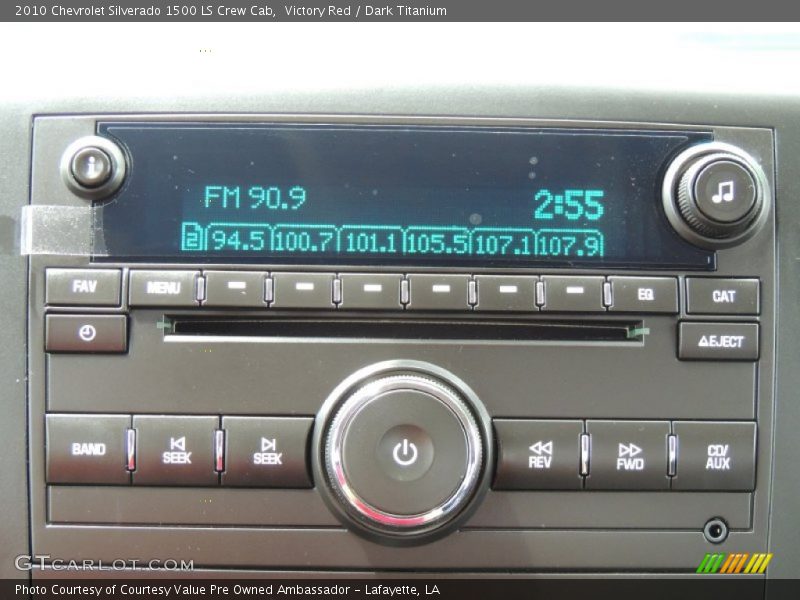 2010 Chevrolet Silverado 1500 LS Crew Cab,  Victory Red / Dark Titanium
i
FM 90.9 2:55
2 94.5 100.7 101.1 105.5 107.1 107.9
FAV MENU EQ CAT
▲EJECT
BAND SEEK SEEK REV FWD CD/AUX
GTCARLOT.COM
Photo Courtesy of Courtesy Value Pre Owned Ambassador - Lafayette, LA